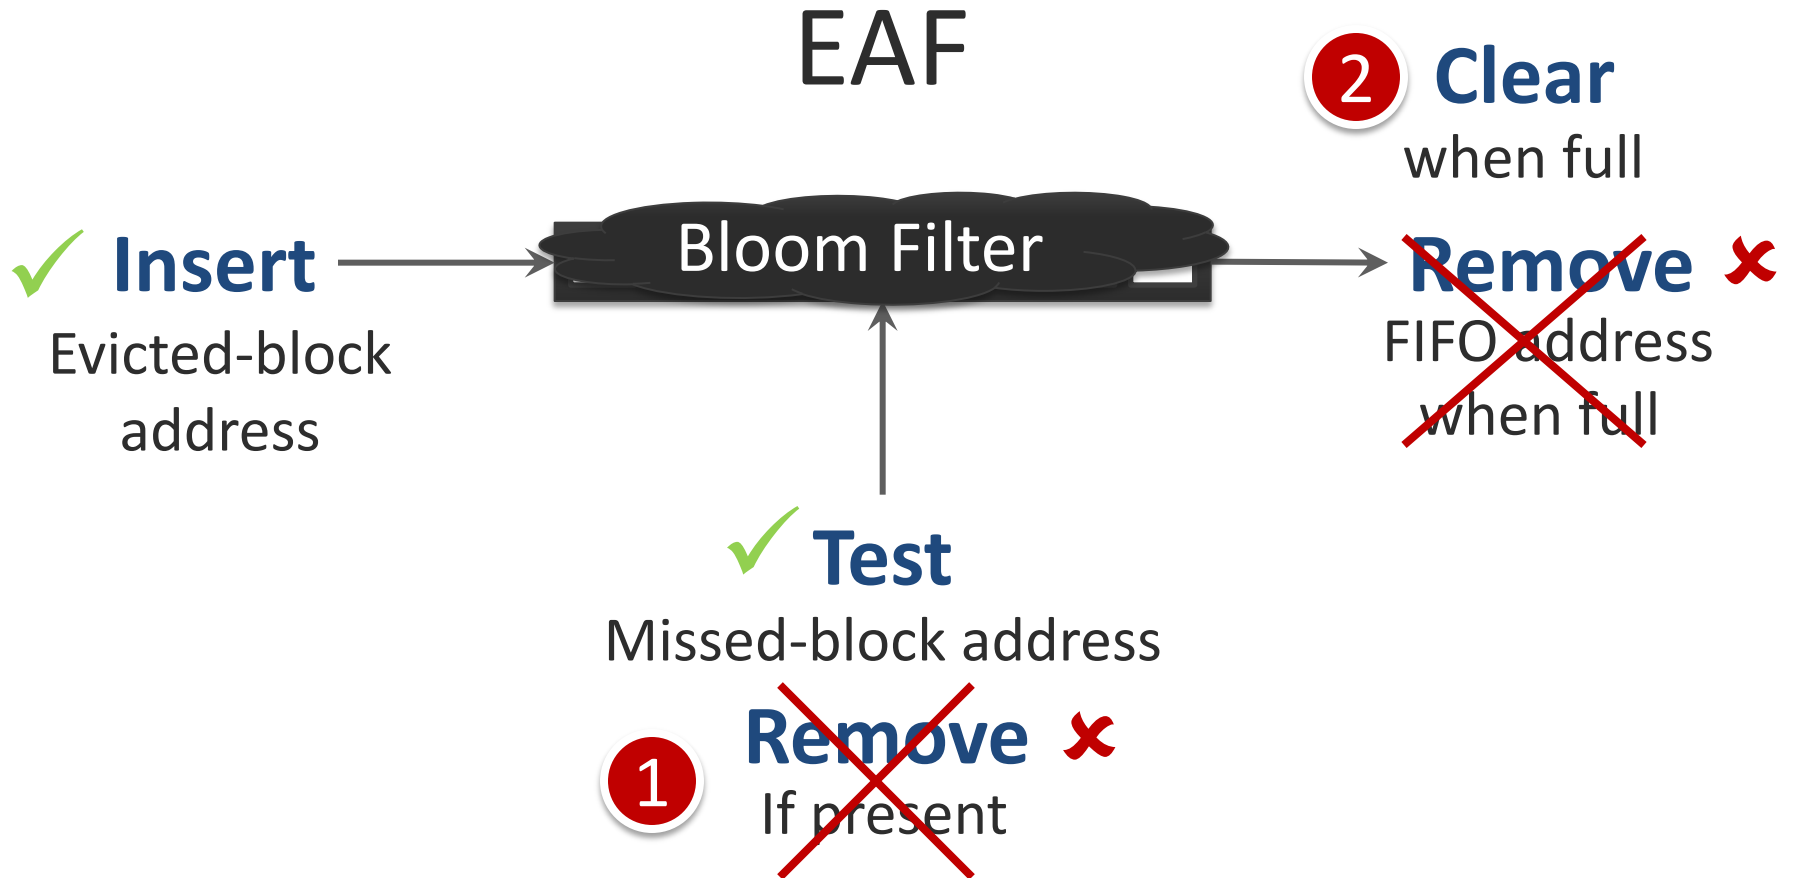 EAF
2
Clear
when full
Bloom Filter
Insert
Evicted-block
address
Remove
FIFO address
when full
Test
Missed-block address
1
Remove
If present